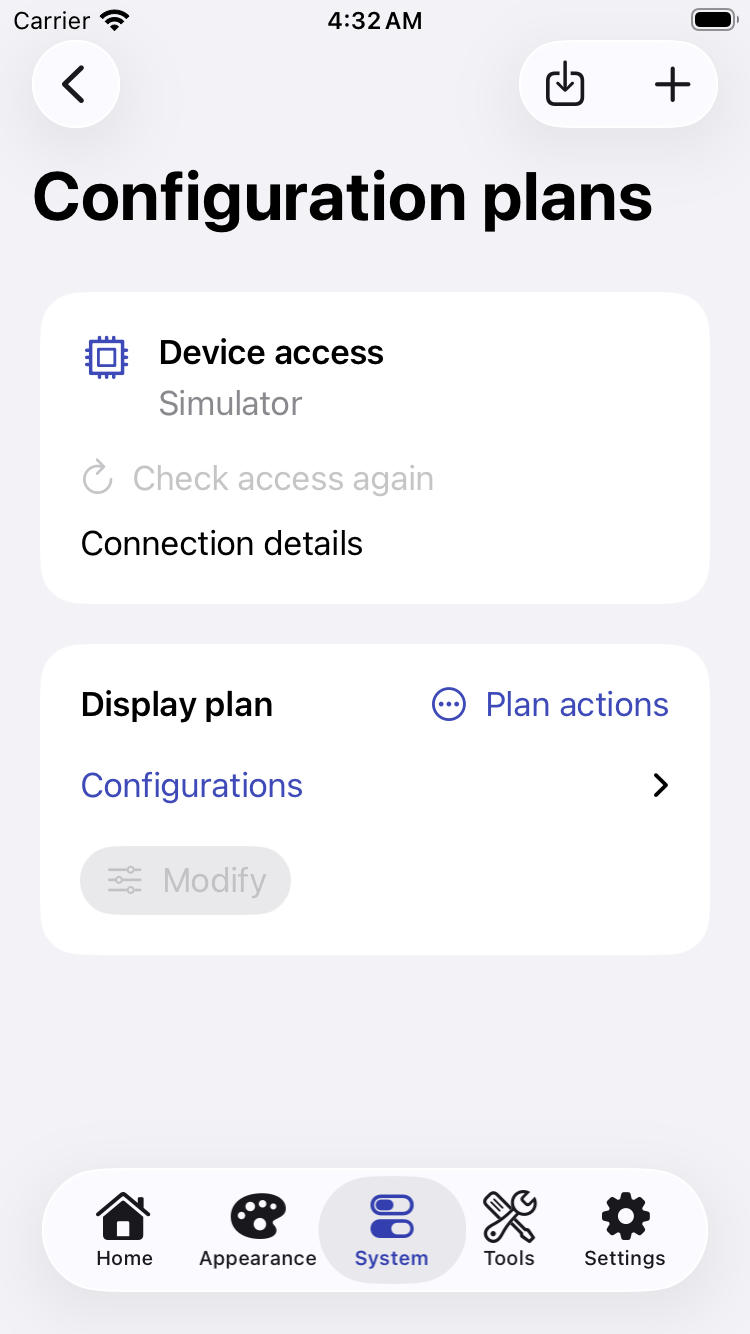 Carrier 4:32 AM
Configuration plans
Device access
Simulator
Check access again
Connection details
Display plan Plan actions
Configurations
Modify
Home Appearance System Tools Settings